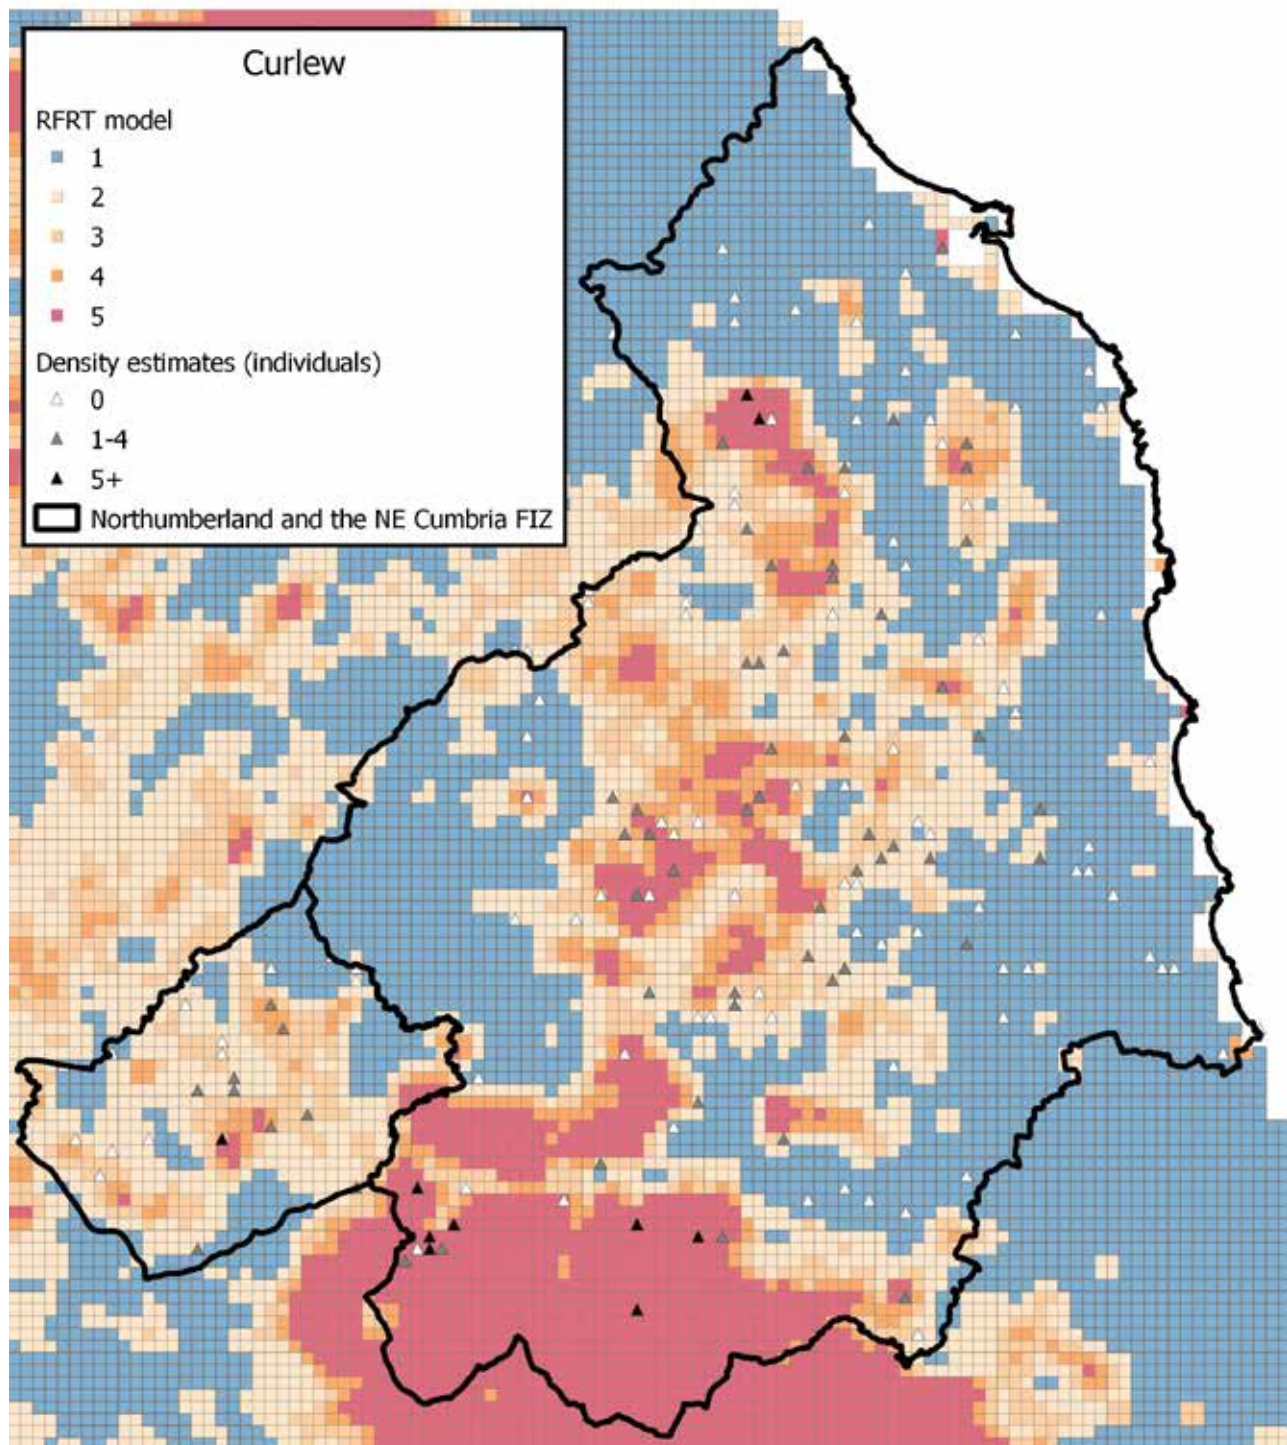 Curlew
RFRT model
1
2
3
4
5
Density estimates (individuals)
0
1-4
5+
Northumberland and the NE Cumbria FIZ